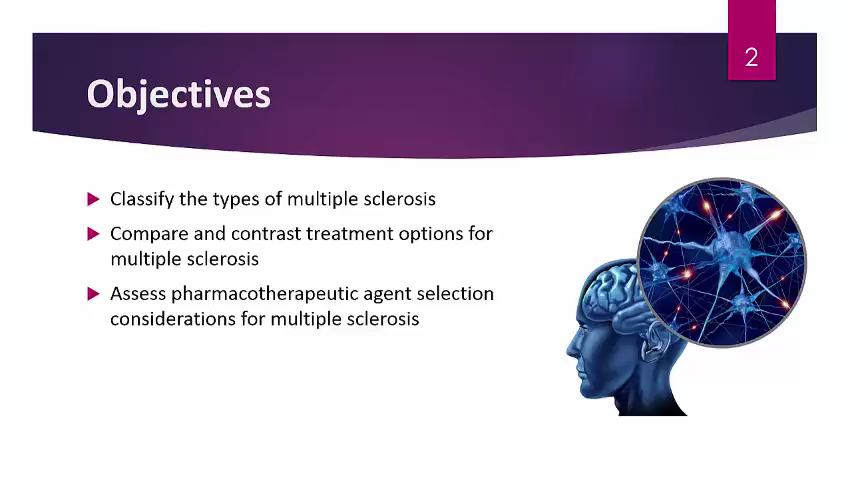 2
Objectives
Classify the types of multiple sclerosis
Compare and contrast treatment options for
multiple sclerosis
Assess pharmacotherapeutic agent selection
considerations for multiple sclerosis